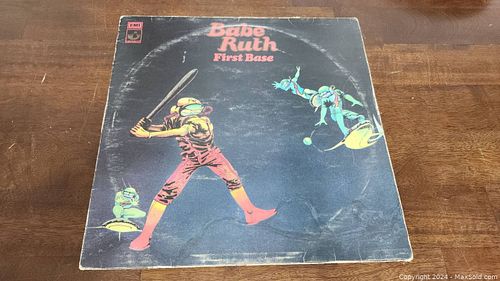 EMI
Babe
Ruth
First Base
Copyright © 2024 - MaxSold.com